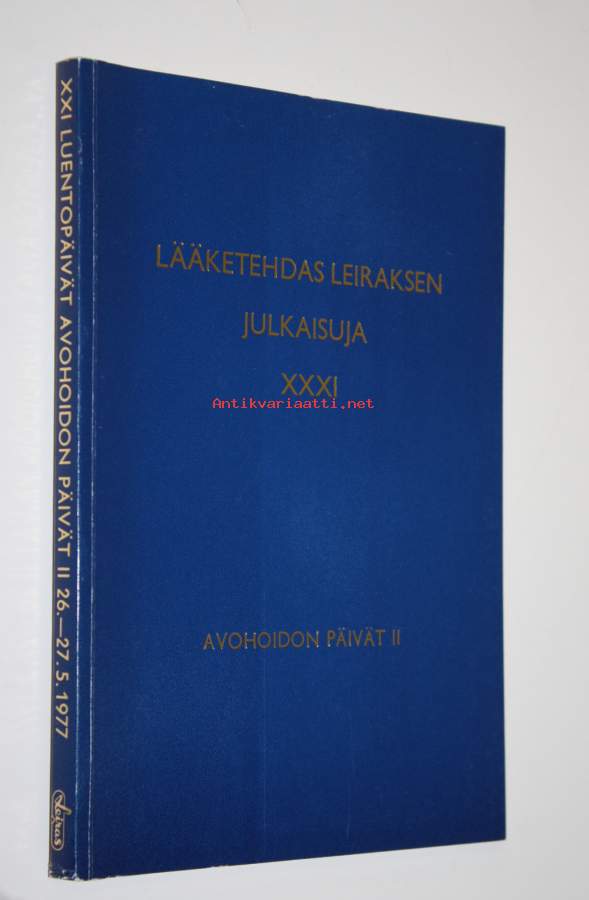 XXI LUENTOPÄIVÄT AVOHOIDON PÄIVÄT II 26.—27.5.1977
Leiras
LÄÄKETEHDAS LEIRAKSEN
JULKAISUJA
XXXI
Antikvariaatti.net
AVOHOIDON PÄIVÄT II